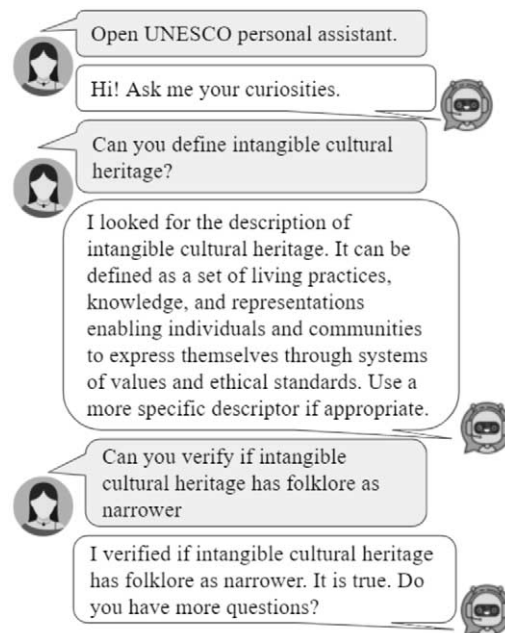 Open UNESCO personal assistant.
Hi! Ask me your curiosities.
Can you define intangible cultural
heritage?
I looked for the description of
intangible cultural heritage. It can be
defined as a set of living practices,
knowledge, and representations
enabling individuals and communities
to express themselves through systems
of values and ethical standards. Use a
more specific descriptor if appropriate.
Can you verify if intangible
cultural heritage has folklore as
narrower
I verified if intangible cultural heritage
has folklore as narrower. It is true. Do
you have more questions?